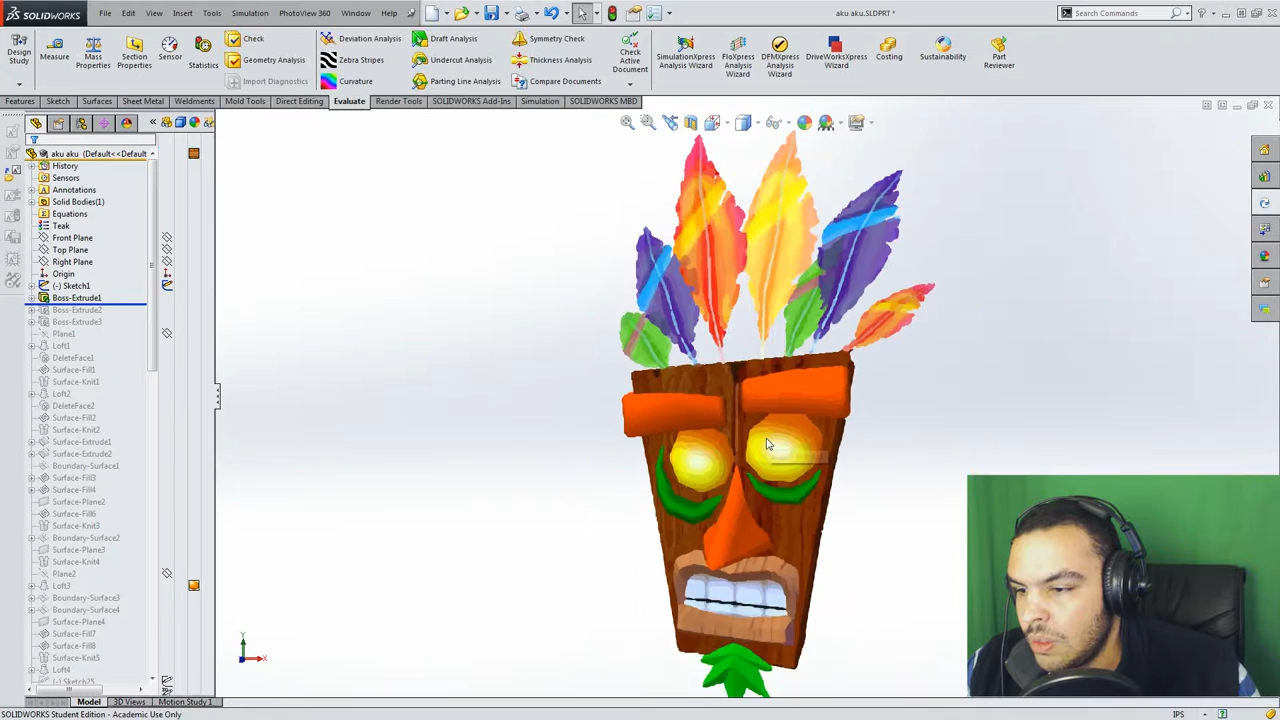 SOLIDWORKS File Edit View Insert Tools Simulation PhotoView 360 Window Help aku aku.SLDPRT * Search Commands
Design Study
Measure
Mass Properties
Section Properties
Sensor
Statistics
Check
Geometry Analysis
Import Diagnostics
Deviation Analysis
Zebra Stripes
Curvature
Draft Analysis
Undercut Analysis
Parting Line Analysis
Symmetry Check
Thickness Analysis
Compare Documents
Check Active Document
SimulationXpress Analysis Wizard
FloXpress Analysis Wizard
DFMXpress Analysis Wizard
DriveWorksXpress Wizard
Costing
Sustainability
Part Reviewer
Features Sketch Surfaces Sheet Metal Weldments Mold Tools Direct Editing Evaluate Render Tools SOLIDWORKS Add-Ins Simulation SOLIDWORKS MBD
aku aku (Default<<Default
History
Sensors
Annotations
Solid Bodies(1)
Equations
Teak
Front Plane
Top Plane
Right Plane
Origin
(-) Sketch1
Boss-Extrude1
Boss-Extrude2
Boss-Extrude3
Plane1
Loft1
DeleteFace1
Surface-Fill1
Surface-Knit1
Loft2
DeleteFace2
Surface-Fill2
Surface-Knit2
Surface-Extrude1
Boundary-Surface1
Surface-Fill3
Surface-Fill4
Surface-Plane2
Surface-Fill6
Surface-Knit3
Boundary-Surface2
Surface-Plane3
Surface-Knit4
Plane2
Loft3
Boundary-Surface3
Boundary-Surface4
Surface-Plane4
Surface-Fill7
Surface-Fill8
Surface-Knit5
Loft4
Y
X
Model 3D Views Motion Study 1
SOLIDWORKS Student Edition - Academic Use Only IPS